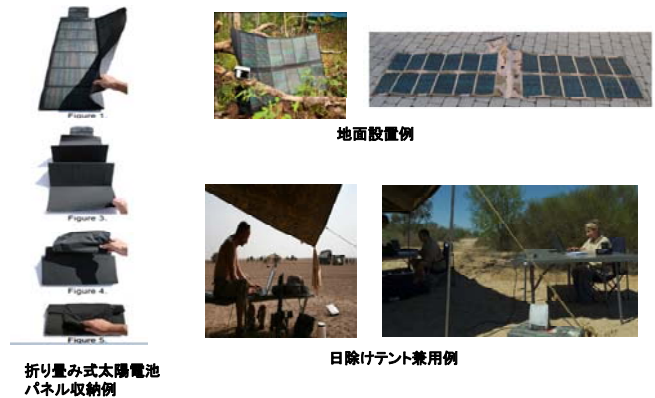 Figure 1.
Figure 3.
Figure 4.
Figure 5.
折り畳み式太陽電池
パネル収納例
地面設置例
日除けテント兼用例